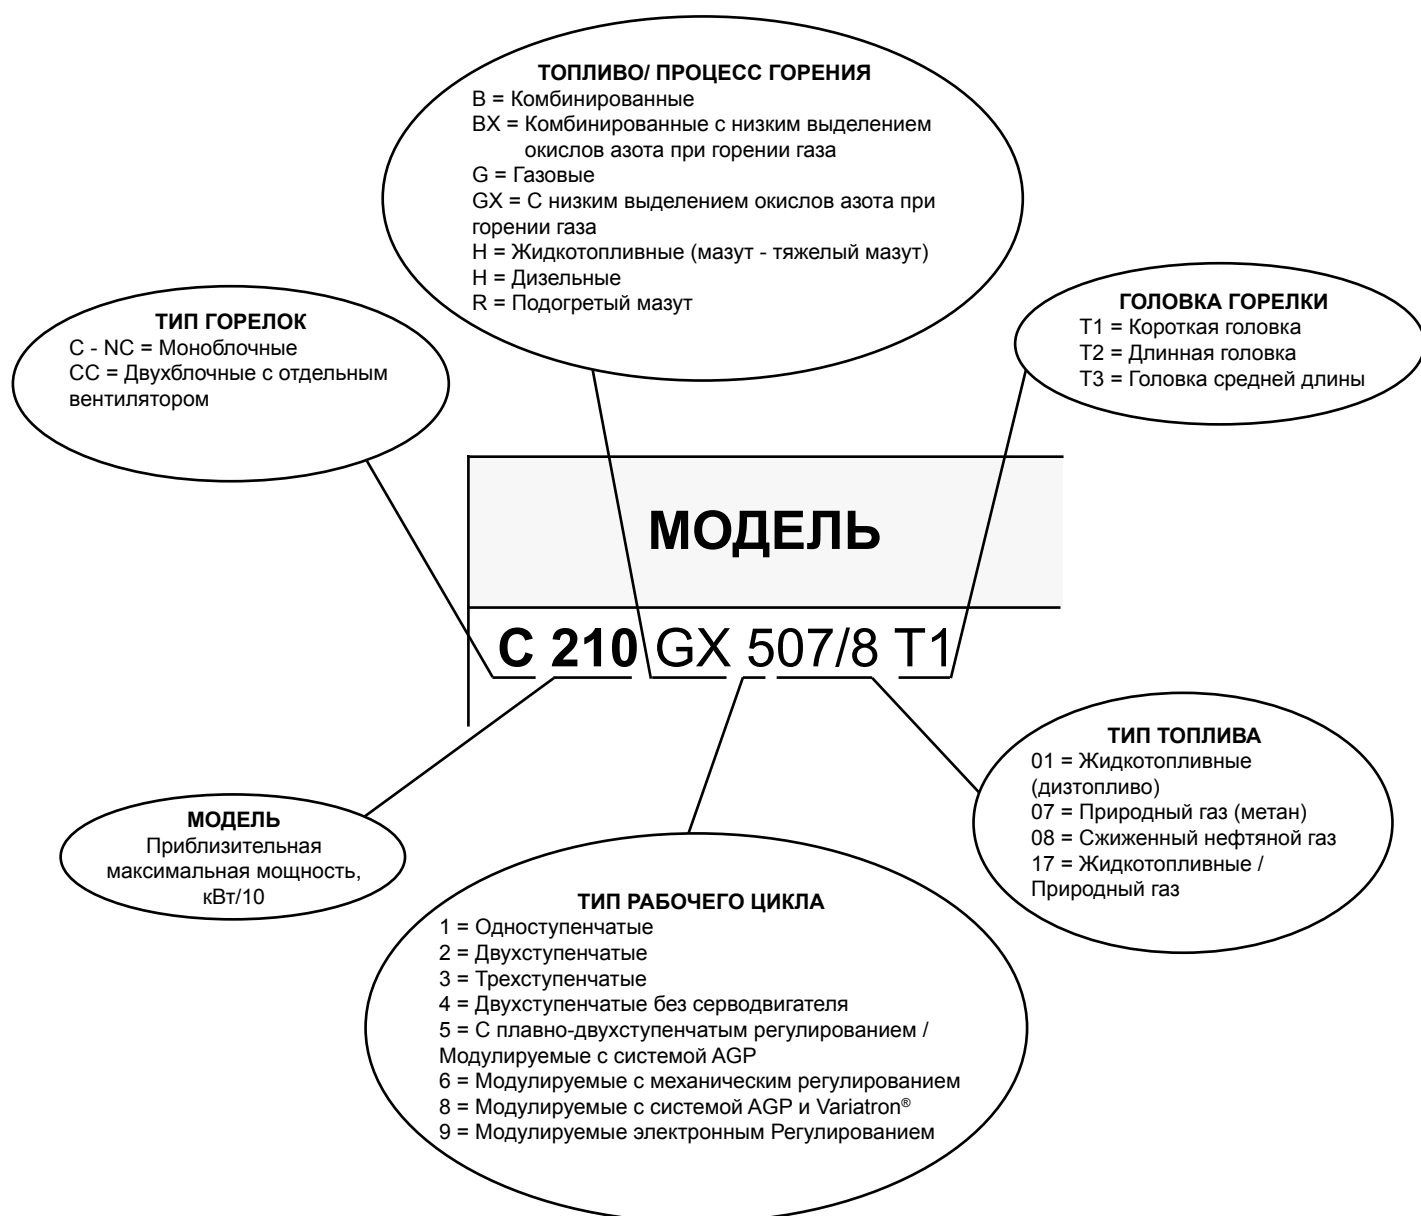 ТОПЛИВО/ ПРОЦЕСС ГОРЕНИЯ
B = Комбинированные
BX = Комбинированные с низким выделением
окислов азота при горении газа
G = Газовые
GX = С низким выделением окислов азота при
горении газа
H = Жидкотопливные (мазут - тяжелый мазут)
H = Дизельные
R = Подогретый мазут
ТИП ГОРЕЛОК
C - NC = Моноблочные
CC = Двухблочные с отдельным
вентилятором
ГОЛОВКА ГОРЕЛКИ
T1 = Короткая головка
T2 = Длинная головка
T3 = Головка средней длины
МОДЕЛЬ
C 210 GX 507/8 T1
МОДЕЛЬ
Приблизительная
максимальная мощность,
кВт/10
ТИП ТОПЛИВА
01 = Жидкотопливные
(дизтопливо)
07 = Природный газ (метан)
08 = Сжиженный нефтяной газ
17 = Жидкотопливные /
Природный газ
ТИП РАБОЧЕГО ЦИКЛА
1 = Одноступенчатые
2 = Двухступенчатые
3 = Трехступенчатые
4 = Двухступенчатые без серводвигателя
5 = С плавно-двухступенчатым регулированием /
Модулируемые с системой AGP
6 = Модулируемые с механическим регулированием
8 = Модулируемые с системой AGP и Variatron®
9 = Модулируемые электронным Регулированием